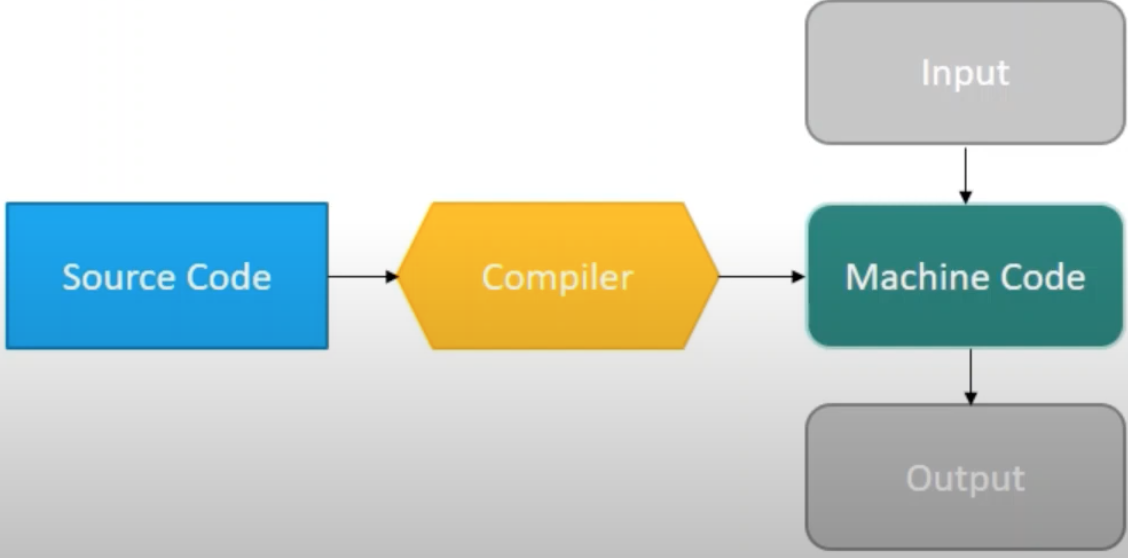 Input
Source Code
Compiler
Machine Code
Output